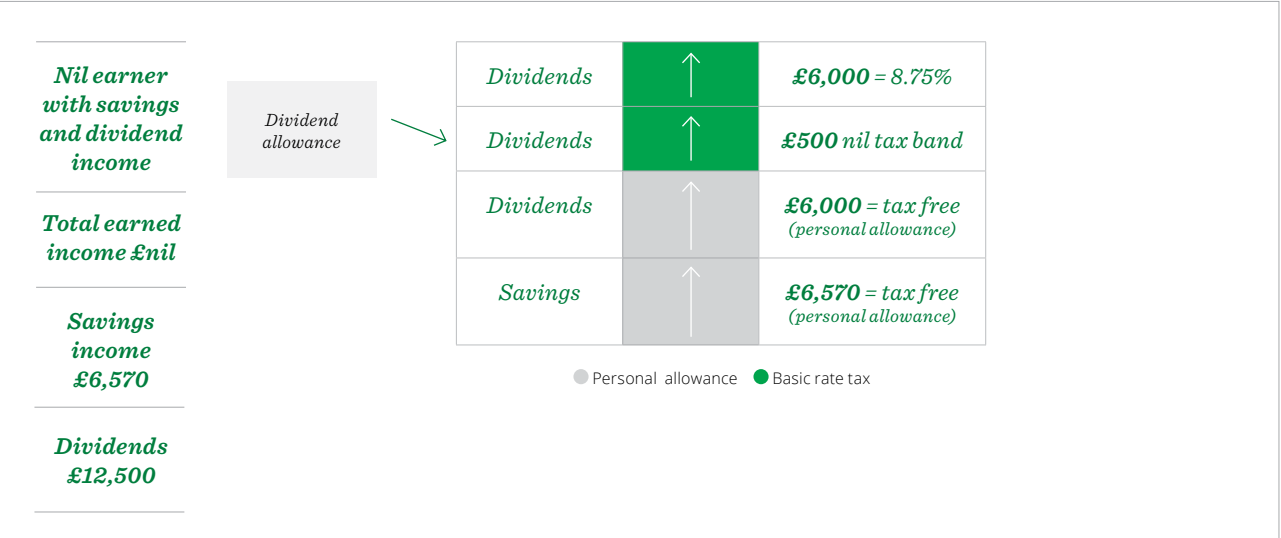 Nil earner
with savings
and dividend
income
Total earned
income £nil
Savings
income
£6,570
Dividends
£12,500
Dividend
allowance
Dividends £6,000 = 8.75%
Dividends £500 nil tax band
Dividends £6,000 = tax free
(personal allowance)
Savings £6,570 = tax free
(personal allowance)
Personal allowance Basic rate tax